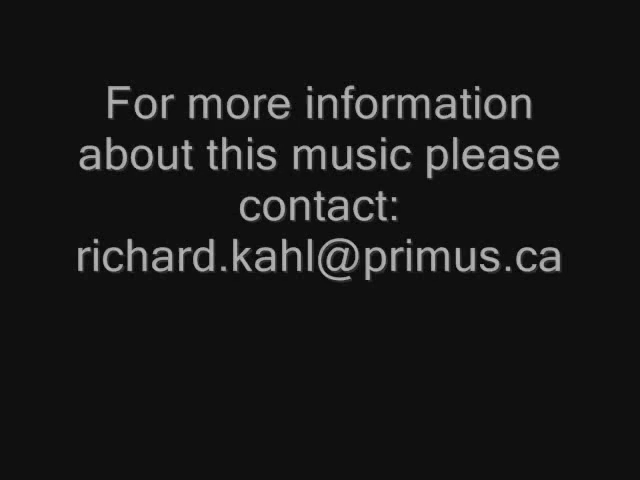 For more information
about this music please
contact:
richard.kahl@primus.ca